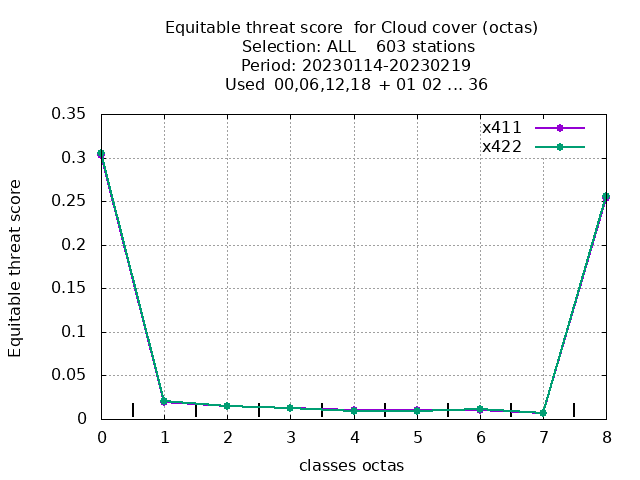 Equitable threat score  for Cloud cover (octas)
Selection: ALL    603 stations
Period: 20230114-20230219
Used  00,06,12,18 + 01 02 ... 36
x411
x422
0.35
0.3
0.25
0.2
0.15
0.1
0.05
0
Equitable threat score
0 1 2 3 4 5 6 7 8
classes octas